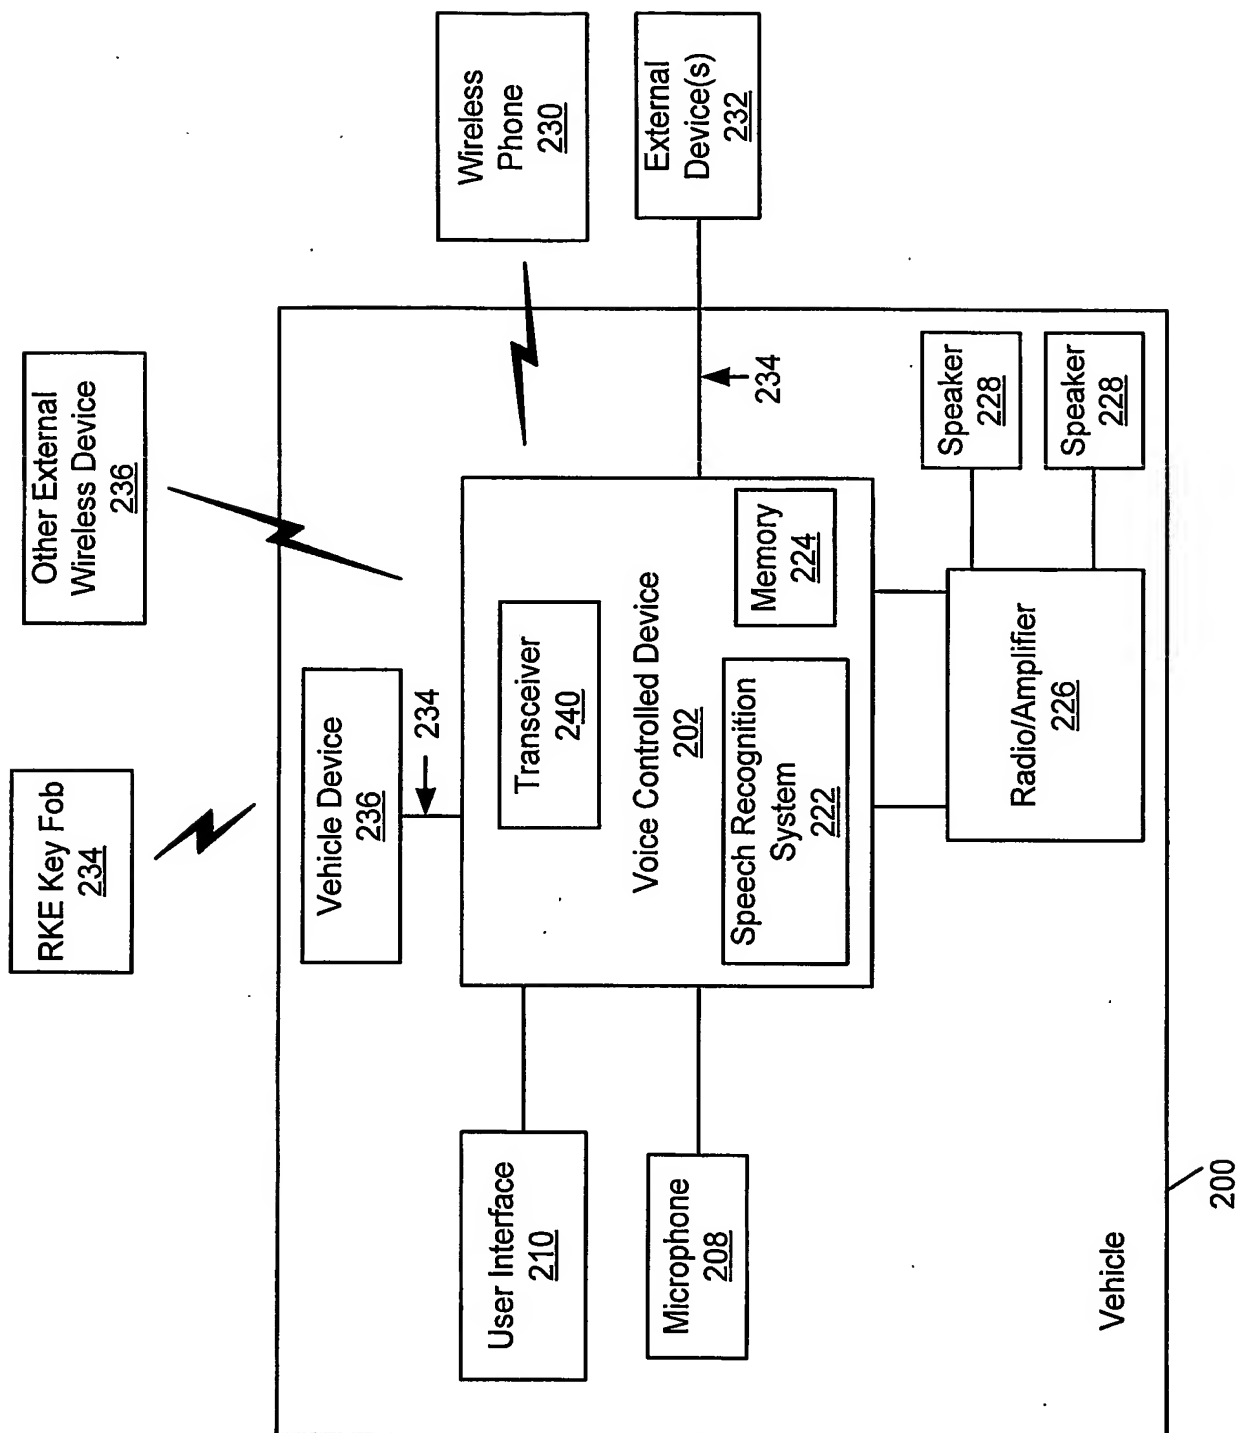 RKE Key Fob
234
Other External
Wireless Device
236
Wireless
Phone
230
External
Device(s)
232
Vehicle Device
236
234
User Interface
210
Microphone
208
Transceiver
240
Voice Controlled Device
202
Speech Recognition
System
222
Memory
224
234
Radio/Amplifier
226
Speaker
228
Speaker
228
Vehicle
200